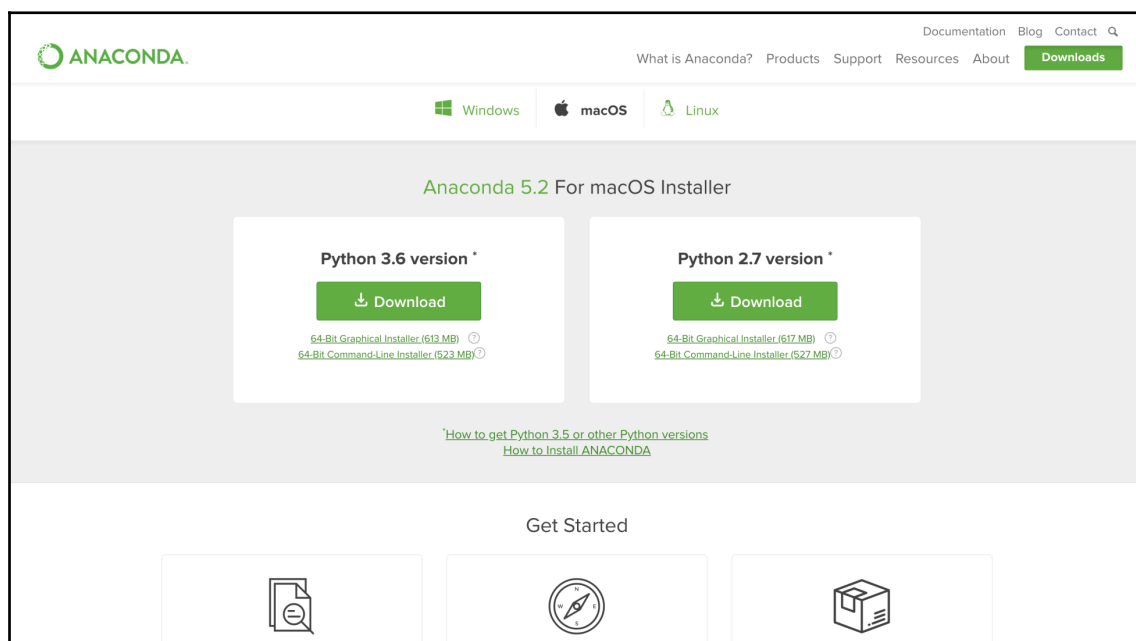 Documentation Blog Contact
ANACONDA.
What is Anaconda? Products Support Resources About Downloads
Windows macOS Linux
Anaconda 5.2 For macOS Installer
Python 3.6 version *
Download
64-Bit Graphical Installer (613 MB) ?
64-Bit Command-Line Installer (523 MB) ?
Python 2.7 version *
Download
64-Bit Graphical Installer (617 MB) ?
64-Bit Command-Line Installer (527 MB) ?
*How to get Python 3.5 or other Python versions
How to Install ANACONDA
Get Started
N
W E
S